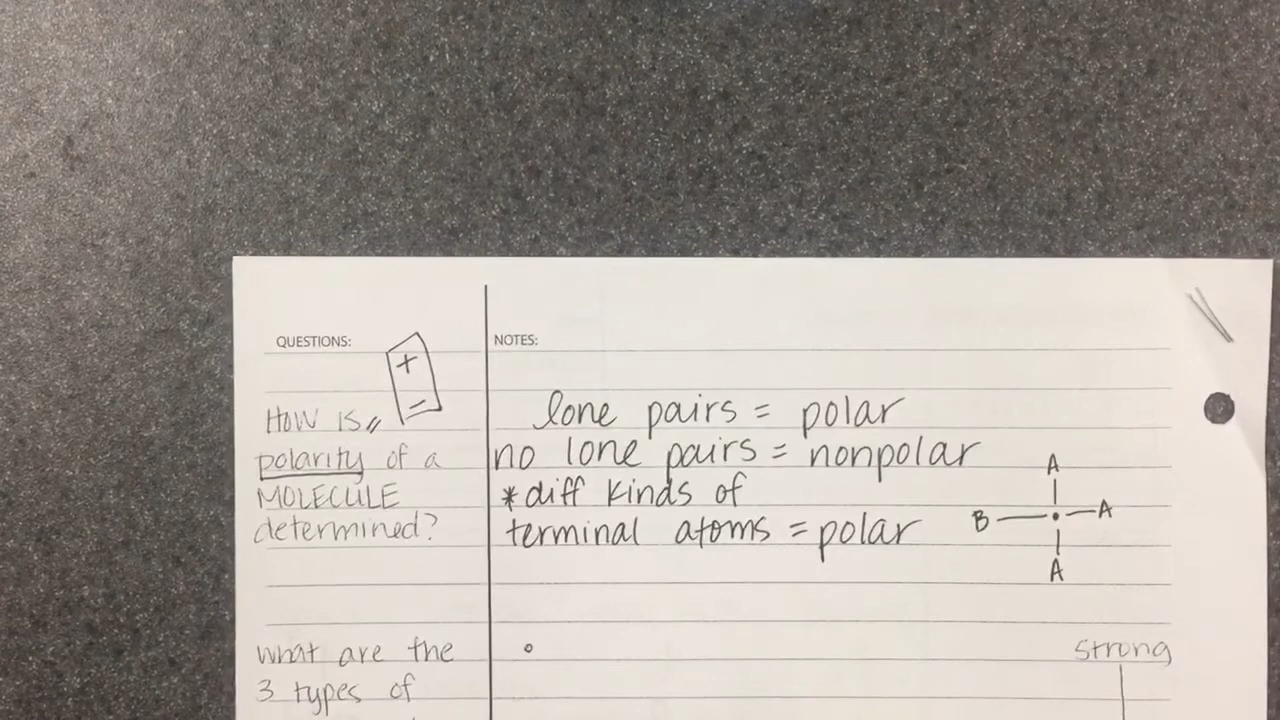 QUESTIONS:
NOTES:
+
−
HOW IS
polarity of a
MOLECULE
determined?
lone pairs = polar
no lone pairs = nonpolar
*diff kinds of
terminal atoms = polar
A
B A
A
what are the
3 types of
Strong